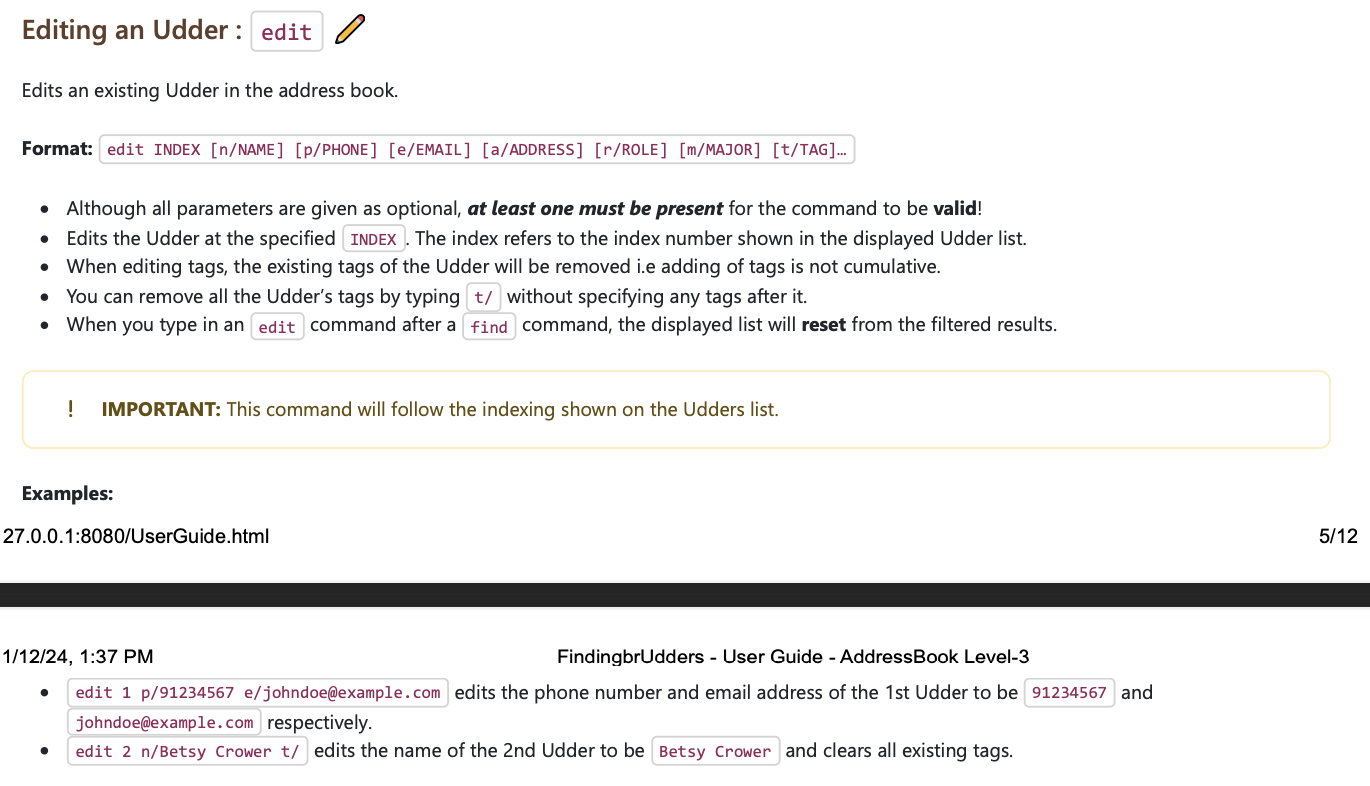 Editing an Udder : edit
Edits an existing Udder in the address book.
Format: edit INDEX [n/NAME] [p/PHONE] [e/EMAIL] [a/ADDRESS] [r/ROLE] [m/MAJOR] [t/TAG]…
• Although all parameters are given as optional, at least one must be present for the command to be valid!
• Edits the Udder at the specified INDEX. The index refers to the index number shown in the displayed Udder list.
• When editing tags, the existing tags of the Udder will be removed i.e adding of tags is not cumulative.
• You can remove all the Udder’s tags by typing t/ without specifying any tags after it.
• When you type in an edit command after a find command, the displayed list will reset from the filtered results.
! IMPORTANT: This command will follow the indexing shown on the Udders list.
Examples:
27.0.0.1:8080/UserGuide.html 5/12
1/12/24, 1:37 PM FindingbrUdders - User Guide - AddressBook Level-3
• edit 1 p/91234567 e/johndoe@example.com edits the phone number and email address of the 1st Udder to be 91234567 and
johndoe@example.com respectively.
• edit 2 n/Betsy Crower t/ edits the name of the 2nd Udder to be Betsy Crower and clears all existing tags.